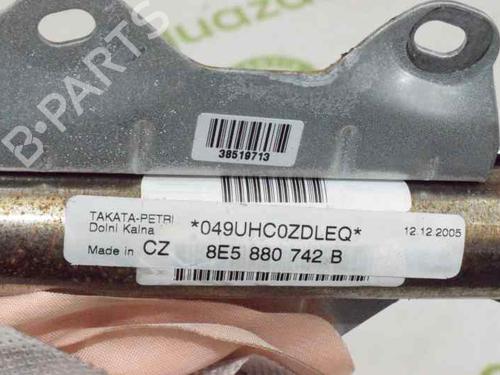 B-PARTS
38519713
TAKATA-PETRI
Dolni Kalna
*049UHC0ZDLEQ*
12.12.2005
Made in CZ
8E5 880 742 B